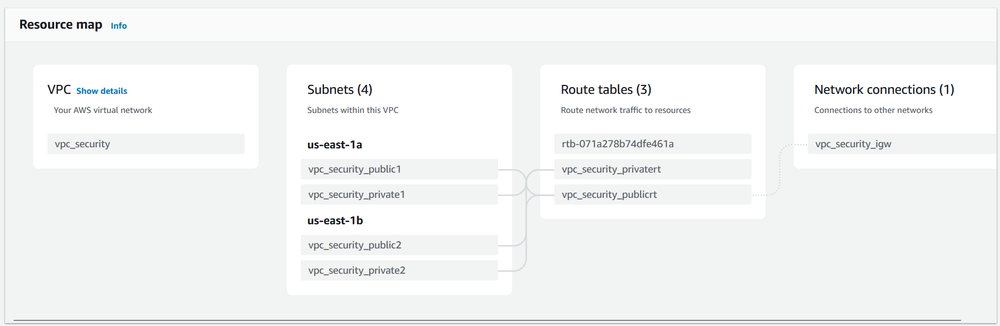 Resource map Info
VPC Show details
Your AWS virtual network
vpc_security
Subnets (4)
Subnets within this VPC
us-east-1a
vpc_security_public1
vpc_security_private1
us-east-1b
vpc_security_public2
vpc_security_private2
Route tables (3)
Route network traffic to resources
rtb-071a278b74dfe461a
vpc_security_privatert
vpc_security_publicrt
Network connections (1)
Connections to other networks
vpc_security_igw